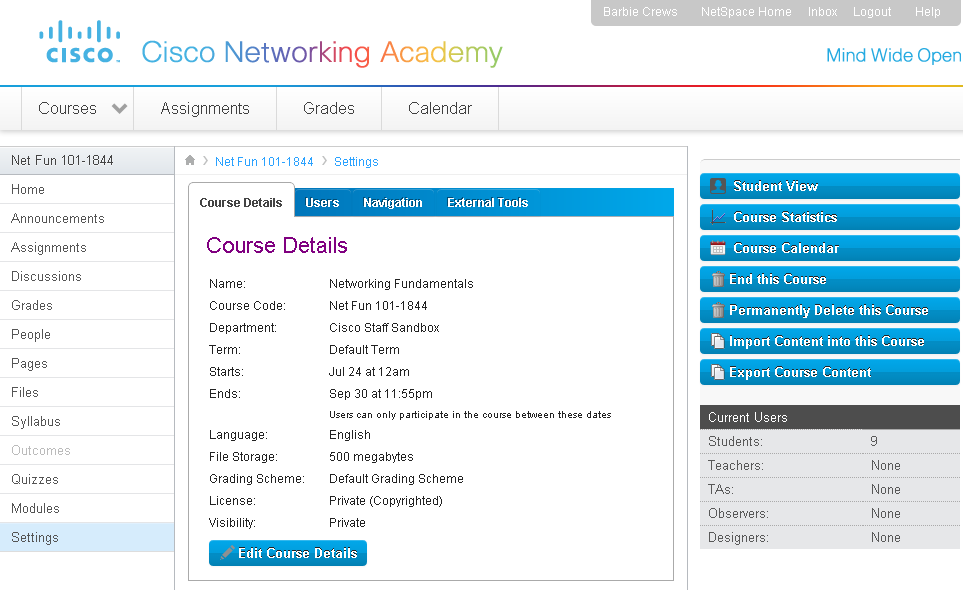 Barbie Crews NetSpace Home Inbox Logout Help
CISCO. Cisco Networking Academy
Mind Wide Open
Courses Assignments Grades Calendar
Net Fun 101-1844
Home
Announcements
Assignments
Discussions
Grades
People
Pages
Files
Syllabus
Outcomes
Quizzes
Modules
Settings
Net Fun 101-1844 Settings
Course Details Users Navigation External Tools
Course Details
Name: Networking Fundamentals
Course Code: Net Fun 101-1844
Department: Cisco Staff Sandbox
Term: Default Term
Starts: Jul 24 at 12am
Ends: Sep 30 at 11:55pm
Users can only participate in the course between these dates
Language: English
File Storage: 500 megabytes
Grading Scheme: Default Grading Scheme
License: Private (Copyrighted)
Visibility: Private
Edit Course Details
Student View
Course Statistics
Course Calendar
End this Course
Permanently Delete this Course
Import Content into this Course
Export Course Content
Current Users
Students: 9
Teachers: None
TAs: None
Observers: None
Designers: None